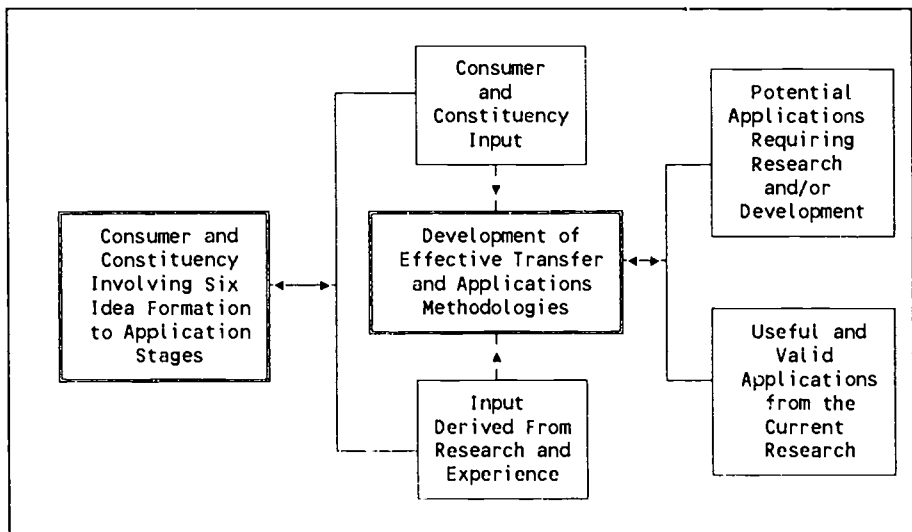 Consumer
and
Constituency
Input
Potential
Applications
Requiring
Research
and/or
Development
Consumer and
Constituency
Involving Six
Idea Formation
to Application
Stages
Development of
Effective Transfer
and Applications
Methodologies
Useful and
Valid
Applications
from the
Current
Research
Input
Derived From
Research and
Experience